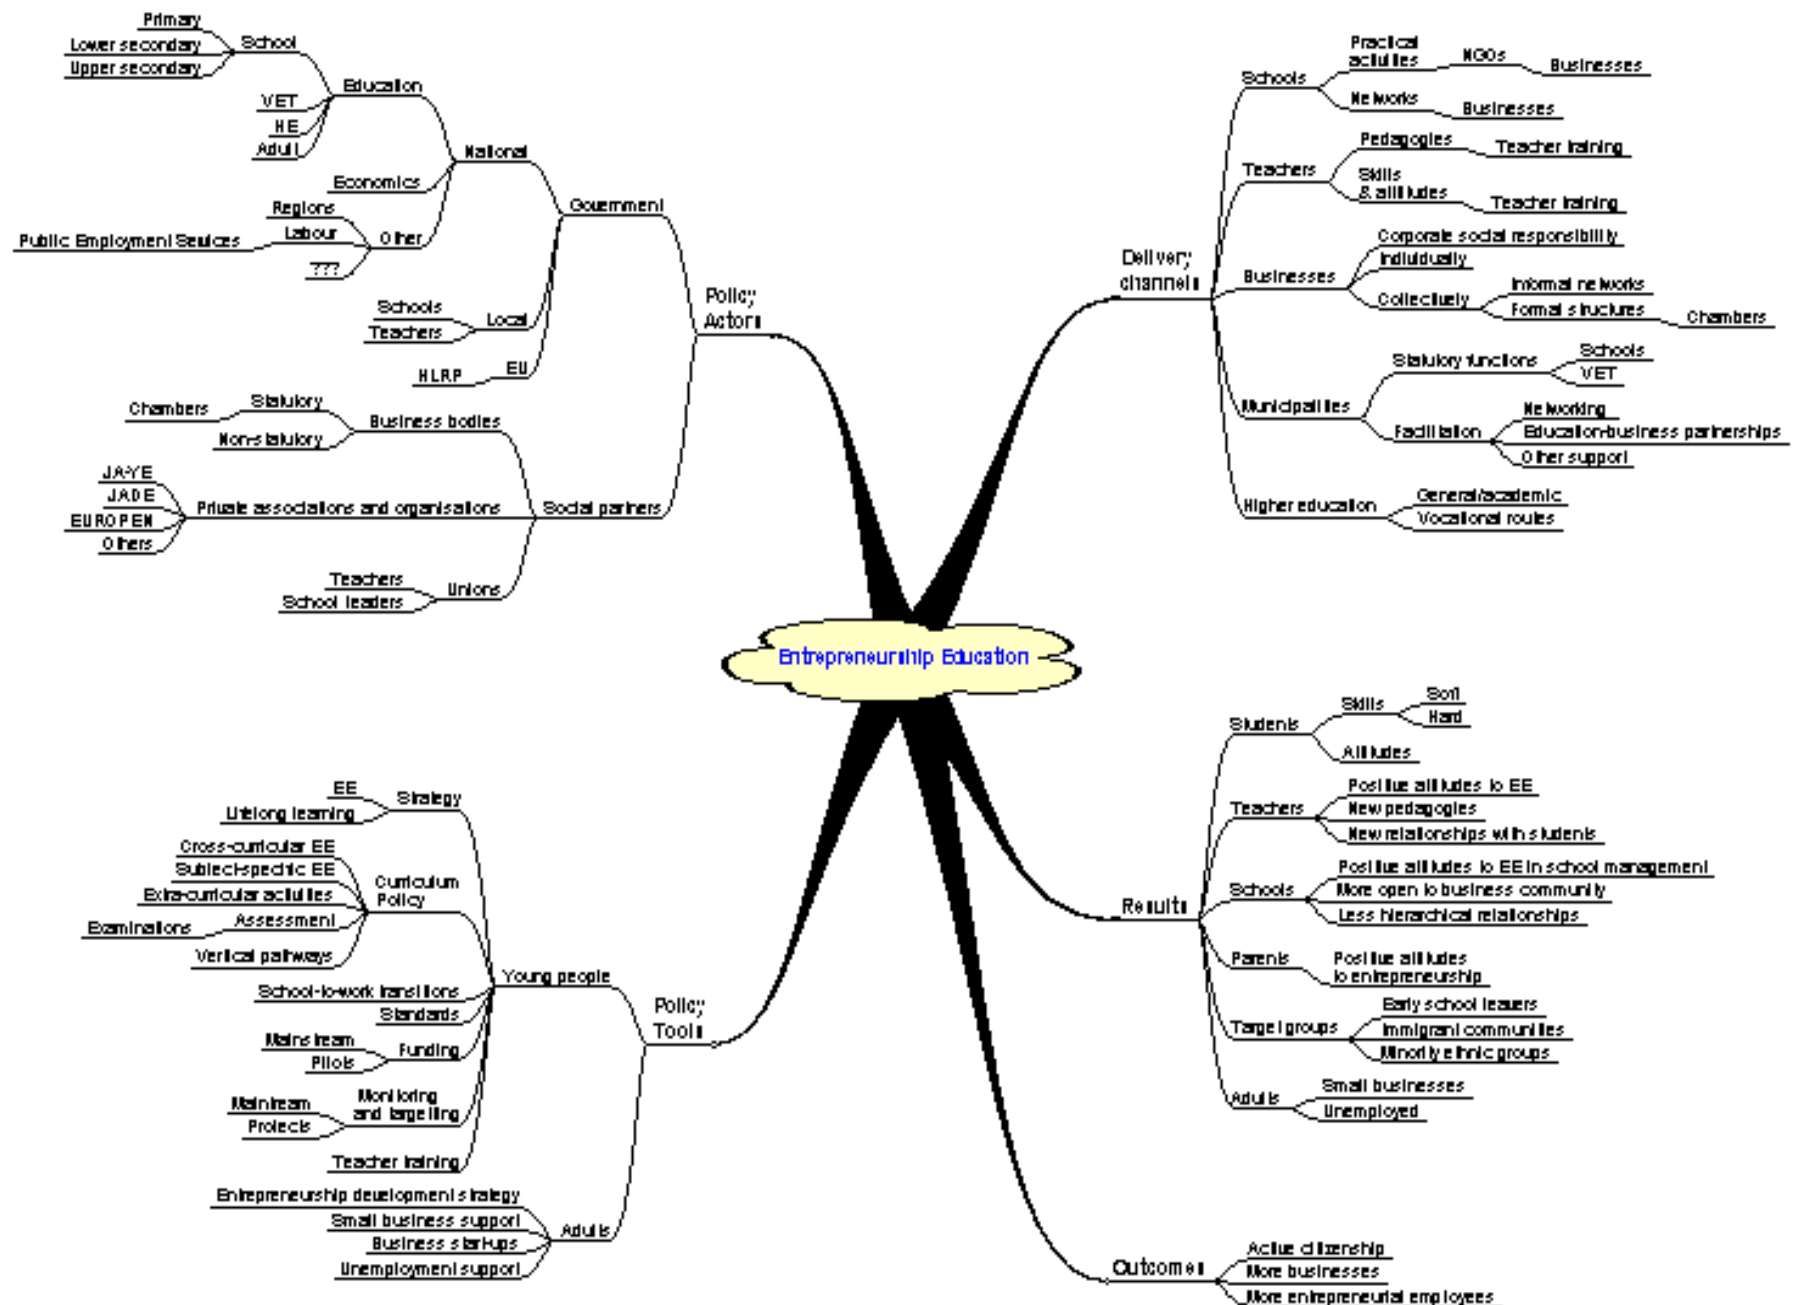 Entrepreneurship Education
Policy
Actors
Government
National
Education
School
Primary
Lower secondary
Upper secondary
VET
HE
Adult
Economics
Other
Regions
Labour
Public Employment Services
???
Local
Schools
Teachers
EU
HLRP
Social partners
Business bodies
Statutory
Chambers
Non-statutory
Private associations and organisations
JA-YE
JADE
EUROPEN
Others
Unions
Teachers
School leaders
Delivery
channels
Schools
Practical
activities
NGOs
Businesses
Networks
Businesses
Teachers
Pedagogies
Teacher training
Skills
& attitudes
Teacher training
Businesses
Corporate social responsibility
Individually
Collectively
Informal networks
Formal structures
Chambers
Municipalities
Statutory functions
Schools
VET
Facilitation
Networking
Education-business partnerships
Other support
Higher education
General/academic
Vocational routes
Policy
Tools
Young people
Strategy
EE
Lifelong learning
Curriculum
Policy
Cross-curricular EE
Subject-specific EE
Extra-curricular activities
Assessment
Examinations
Vertical pathways
School-to-work transitions
Standards
Funding
Mainstream
Pilots
Monitoring
and targetting
Maintream
Projects
Teacher training
Adults
Entrepreneurship development strategy
Small business support
Business start-ups
Unemployment support
Results
Students
Skills
Soft
Hard
Attitudes
Teachers
Positive attitudes to EE
New pedagogies
New relationships with students
Schools
Positive attitudes to EE in school management
More open to business community
Less hierarchical relationships
Parents
Positive attitudes
to entrepreneurship
Target groups
Early school leavers
Immigrant communities
Minority ethnic groups
Adults
Small businesses
Unemployed
Outcomes
Active citizenship
More businesses
More entrepreneurial employees